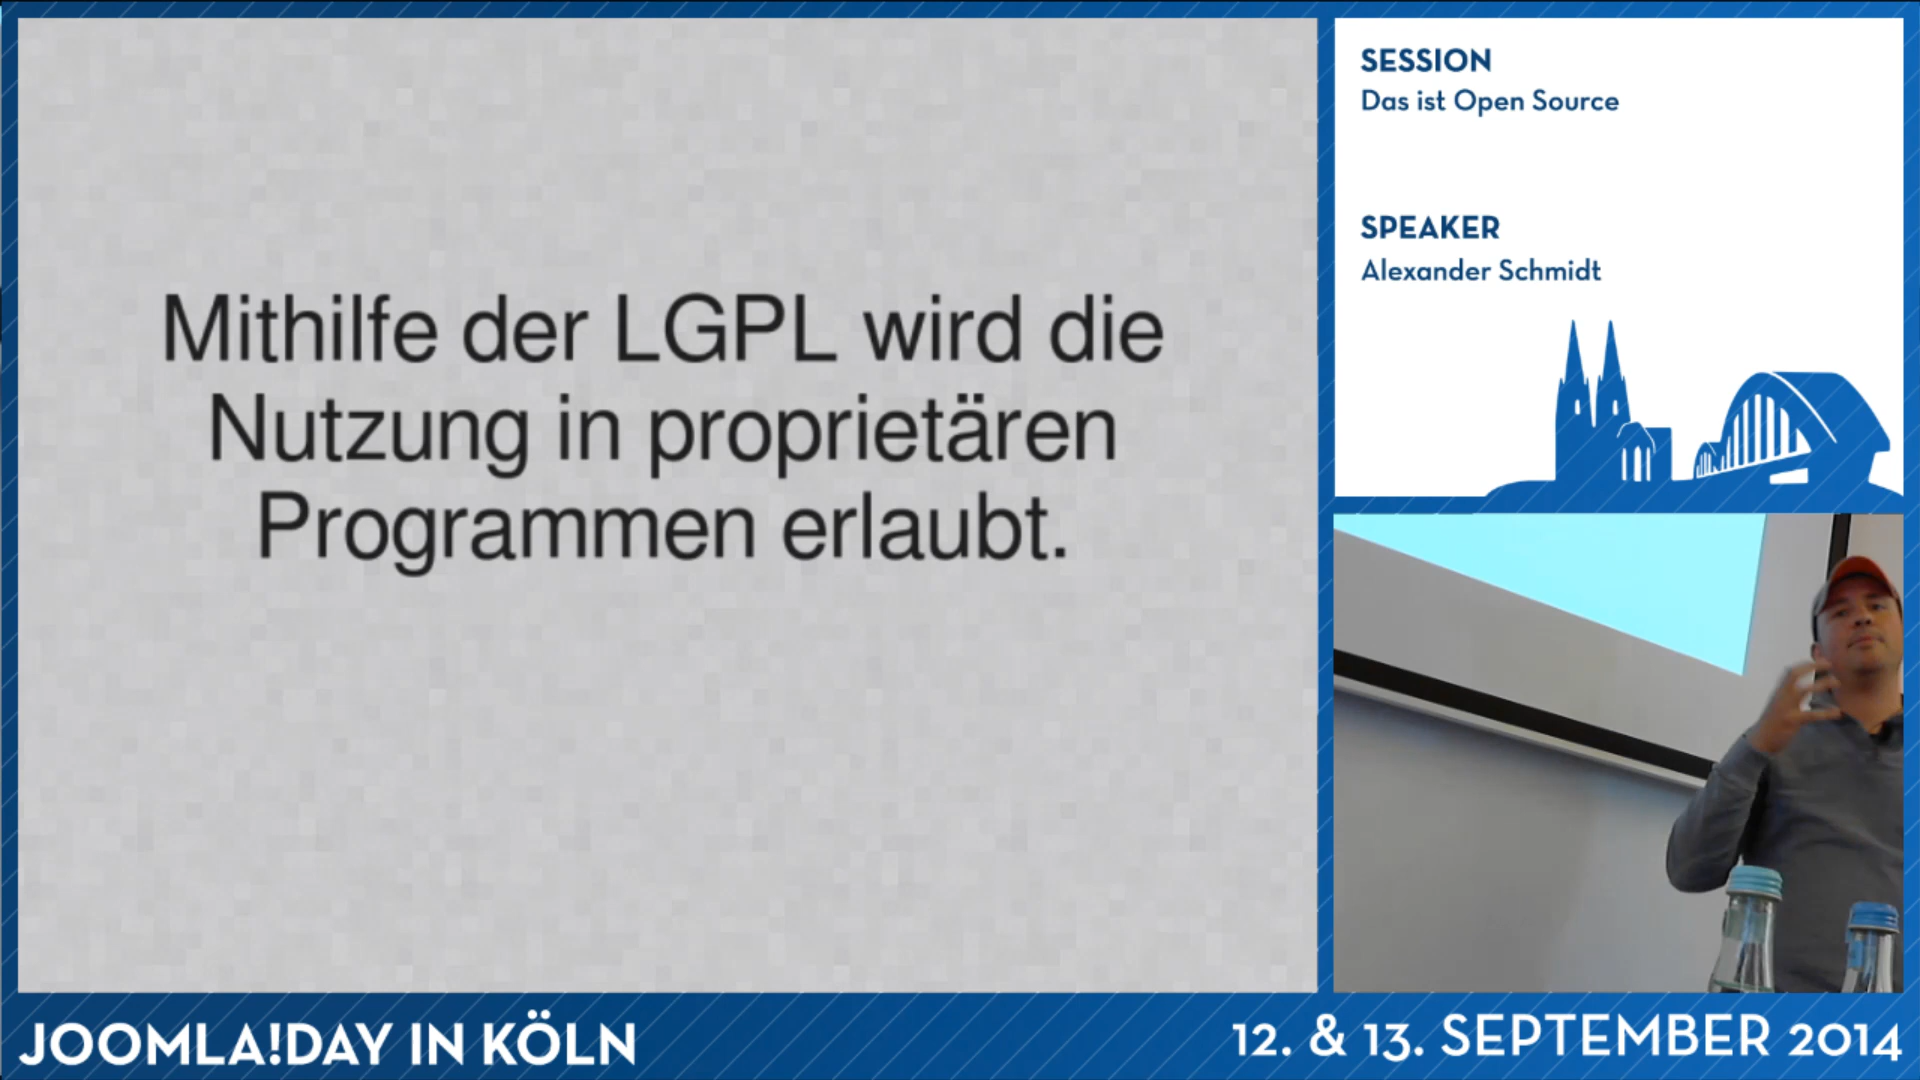 Mithilfe der LGPL wird die
Nutzung in proprietären
Programmen erlaubt.
SESSION
Das ist Open Source
SPEAKER
Alexander Schmidt
JOOMLA!DAY IN KÖLN
12. & 13. SEPTEMBER 2014